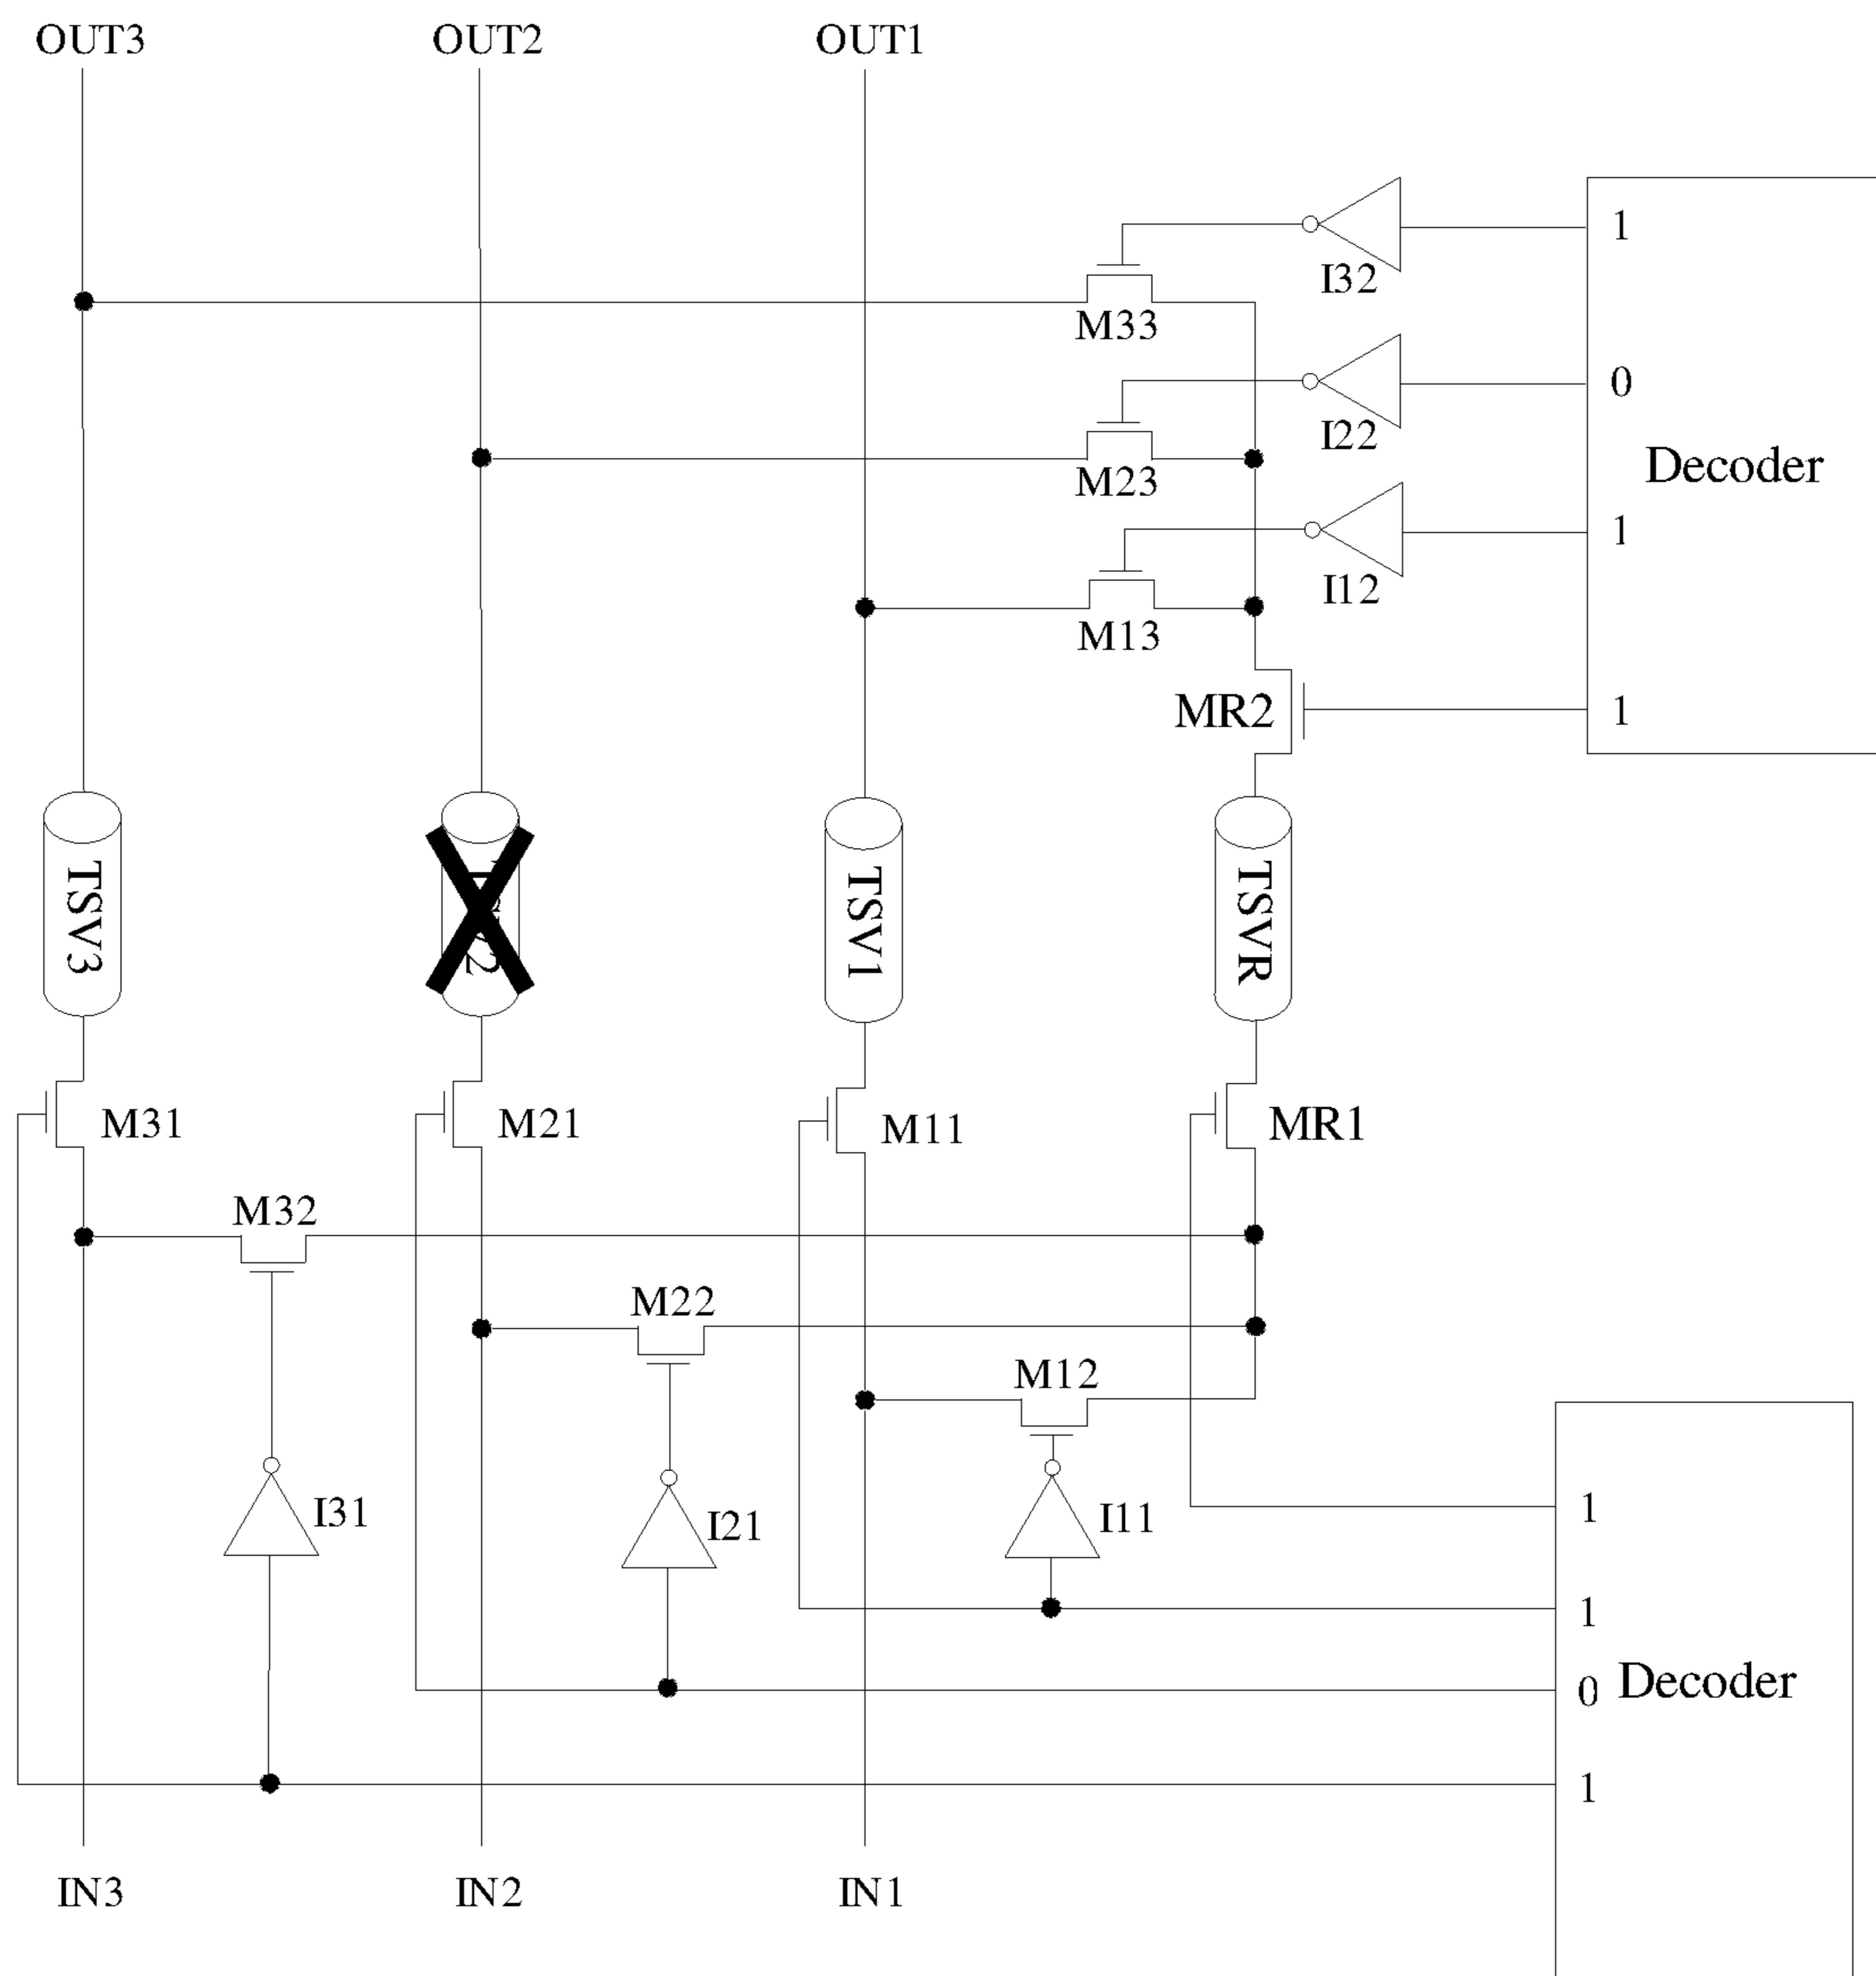 OUT3 OUT2 OUT1
1
I32
M33
0
I22
Decoder
M23
1
I12
M13
MR2
1
TSV3
TSV1
TSVR
M31
M21
M11
MR1
M32
M22
M12
1
I31
I21
I11
1
0 Decoder
1
IN3 IN2 IN1